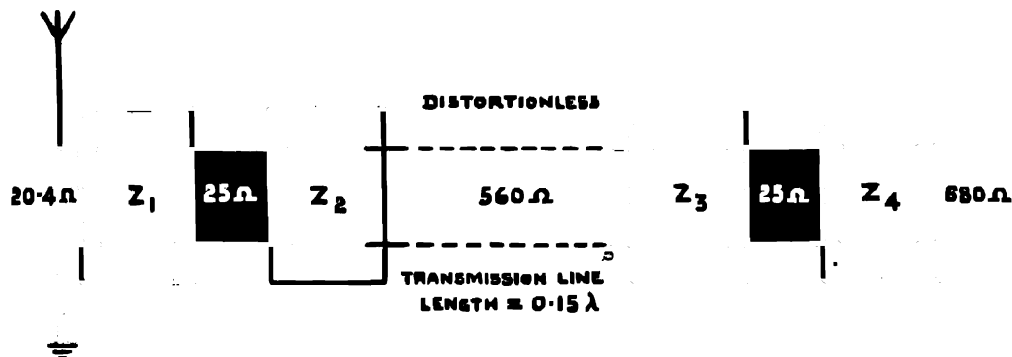 DISTORTIONLESS
20·4Ω Z1 25Ω Z2 560Ω Z3 25Ω Z4 680Ω
TRANSMISSION LINE
LENGTH = 0·15 λ